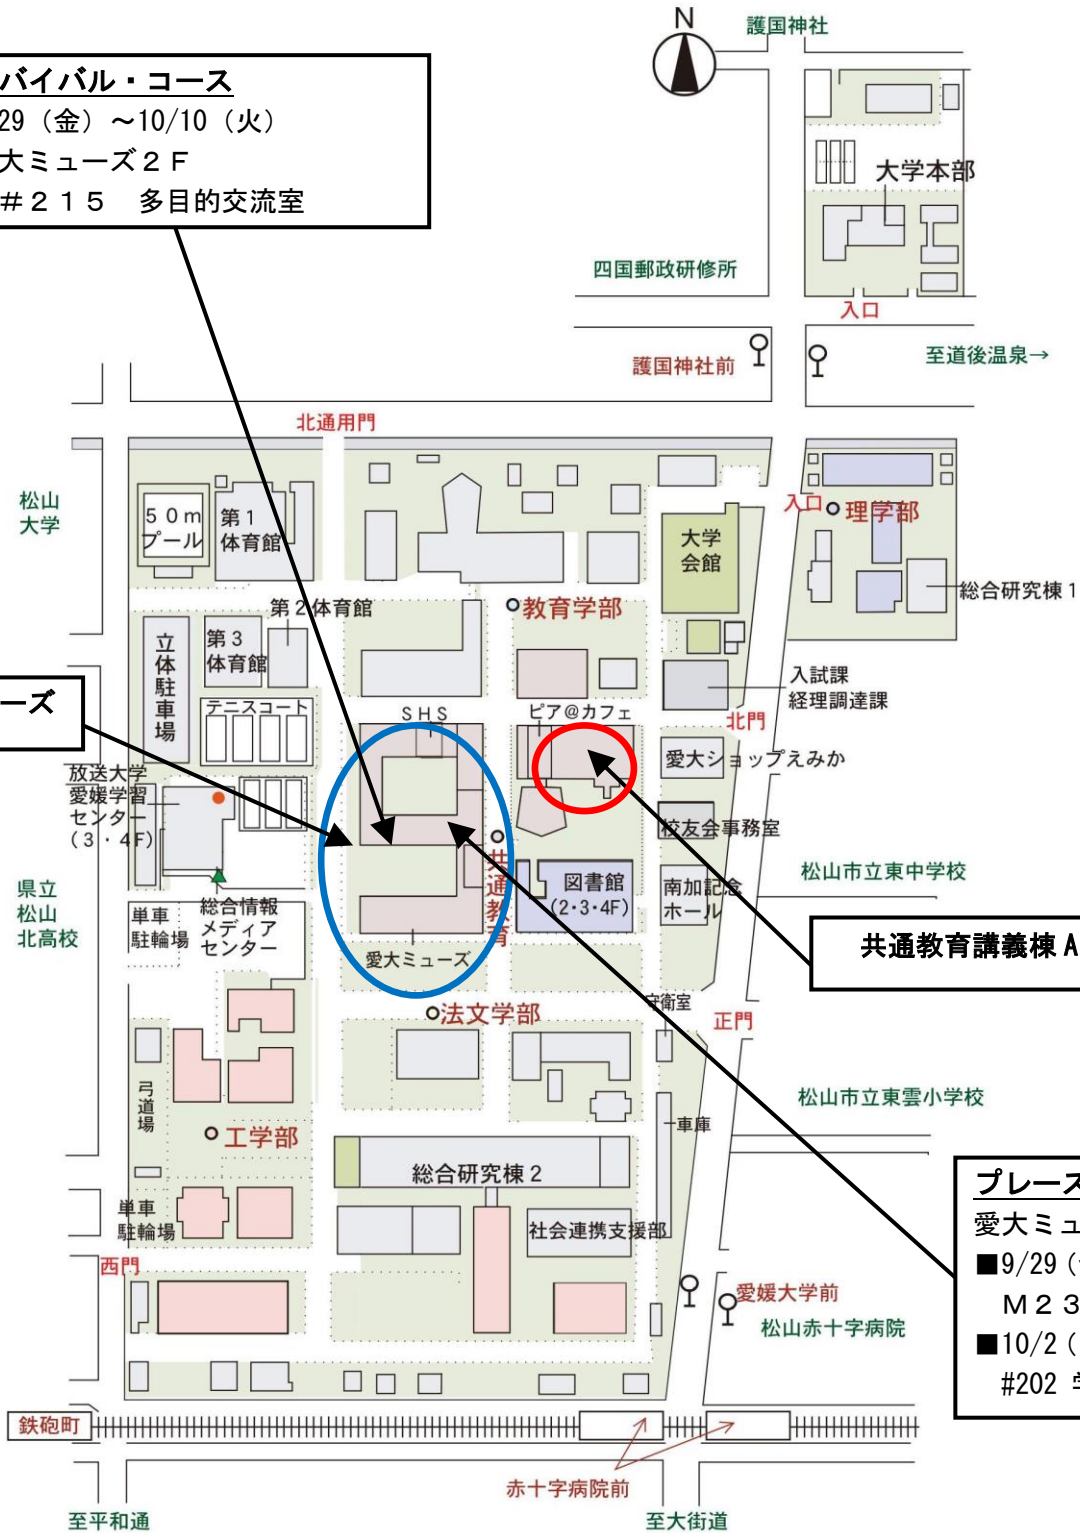 N
護国神社
バイバル・コース
29（金）～10/10（火）
大ミューズ２Ｆ
＃２１５　多目的交流室
大学本部
四国郵政研修所
入口
護国神社前
至道後温泉→
北通用門
松山
大学
５０ｍ
プール
第１
体育館
大学
会館
入口
理学部
総合研究棟１
第２体育館
教育学部
立体駐車場
第３
体育館
入試課
経理調達課
ーズ
テニスコート
ＳＨＳ
ピア@カフェ
北門
愛大ショップえみか
放送大学
愛媛学習
センター
(３・４F)
校友会事務室
共通教育
松山市立東中学校
図書館
(2・3・4F)
南加記念
ホール
県立
松山
北高校
単車
駐輪場
総合情報
メディア
センター
共通教育講義棟 A
愛大ミューズ
法文学部
守衛室
正門
弓道場
松山市立東雲小学校
工学部
車庫
総合研究棟２
プレース
愛大ミュ
■9/29（
Ｍ２３
■10/2（
#202
単車
駐輪場
社会連携支援部
西門
愛媛大学前
松山赤十字病院
鉄砲町
赤十字病院前
至平和通
至大街道